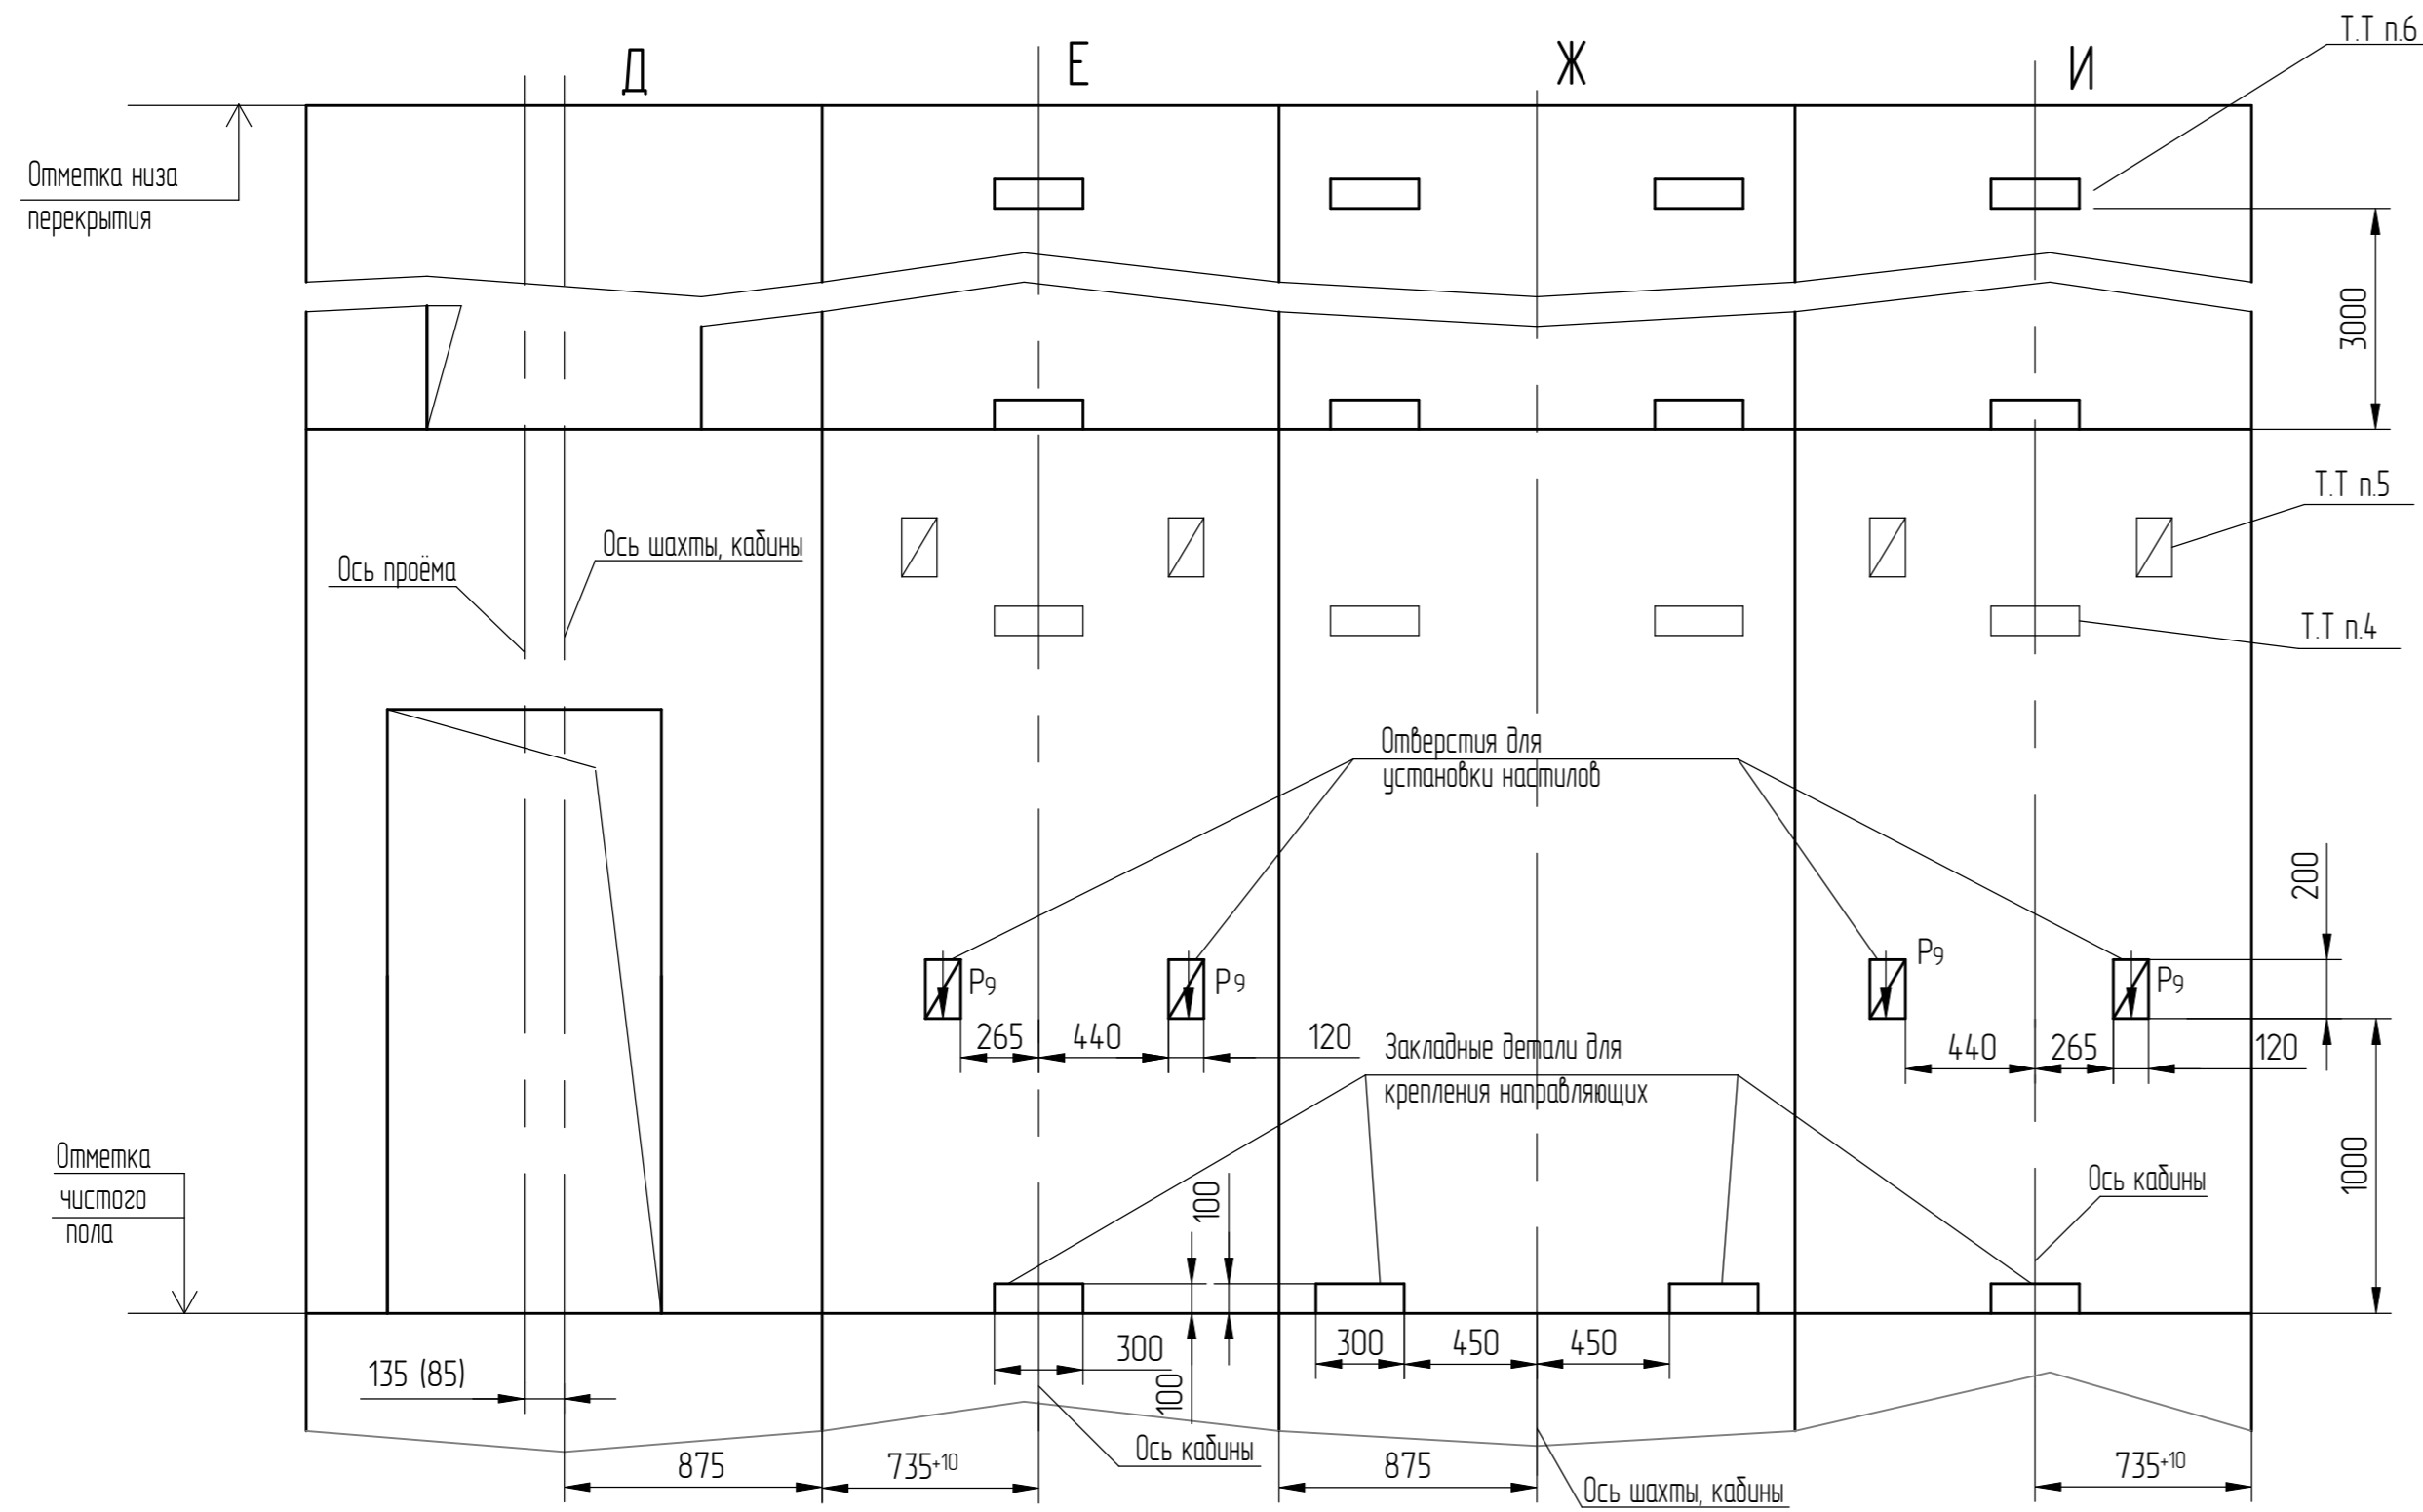 Т.Т п.6
Д
Е
Ж
И
Отметка низа
перекрытия
3000
Т.Т п.5
Ось шахты, кабины
Ось проёма
Т.Т п.4
Отверстия для
установки настилов
200
Р9
Р9
Р9
Р9
265
440
120
Закладные детали для
крепления направляющих
440
265
120
Отметка
чистого
пола
1000
Ось кабины
100
300
100
300
450
450
135 (85)
Ось кабины
875
735+10
875
735+10
Ось шахты, кабины